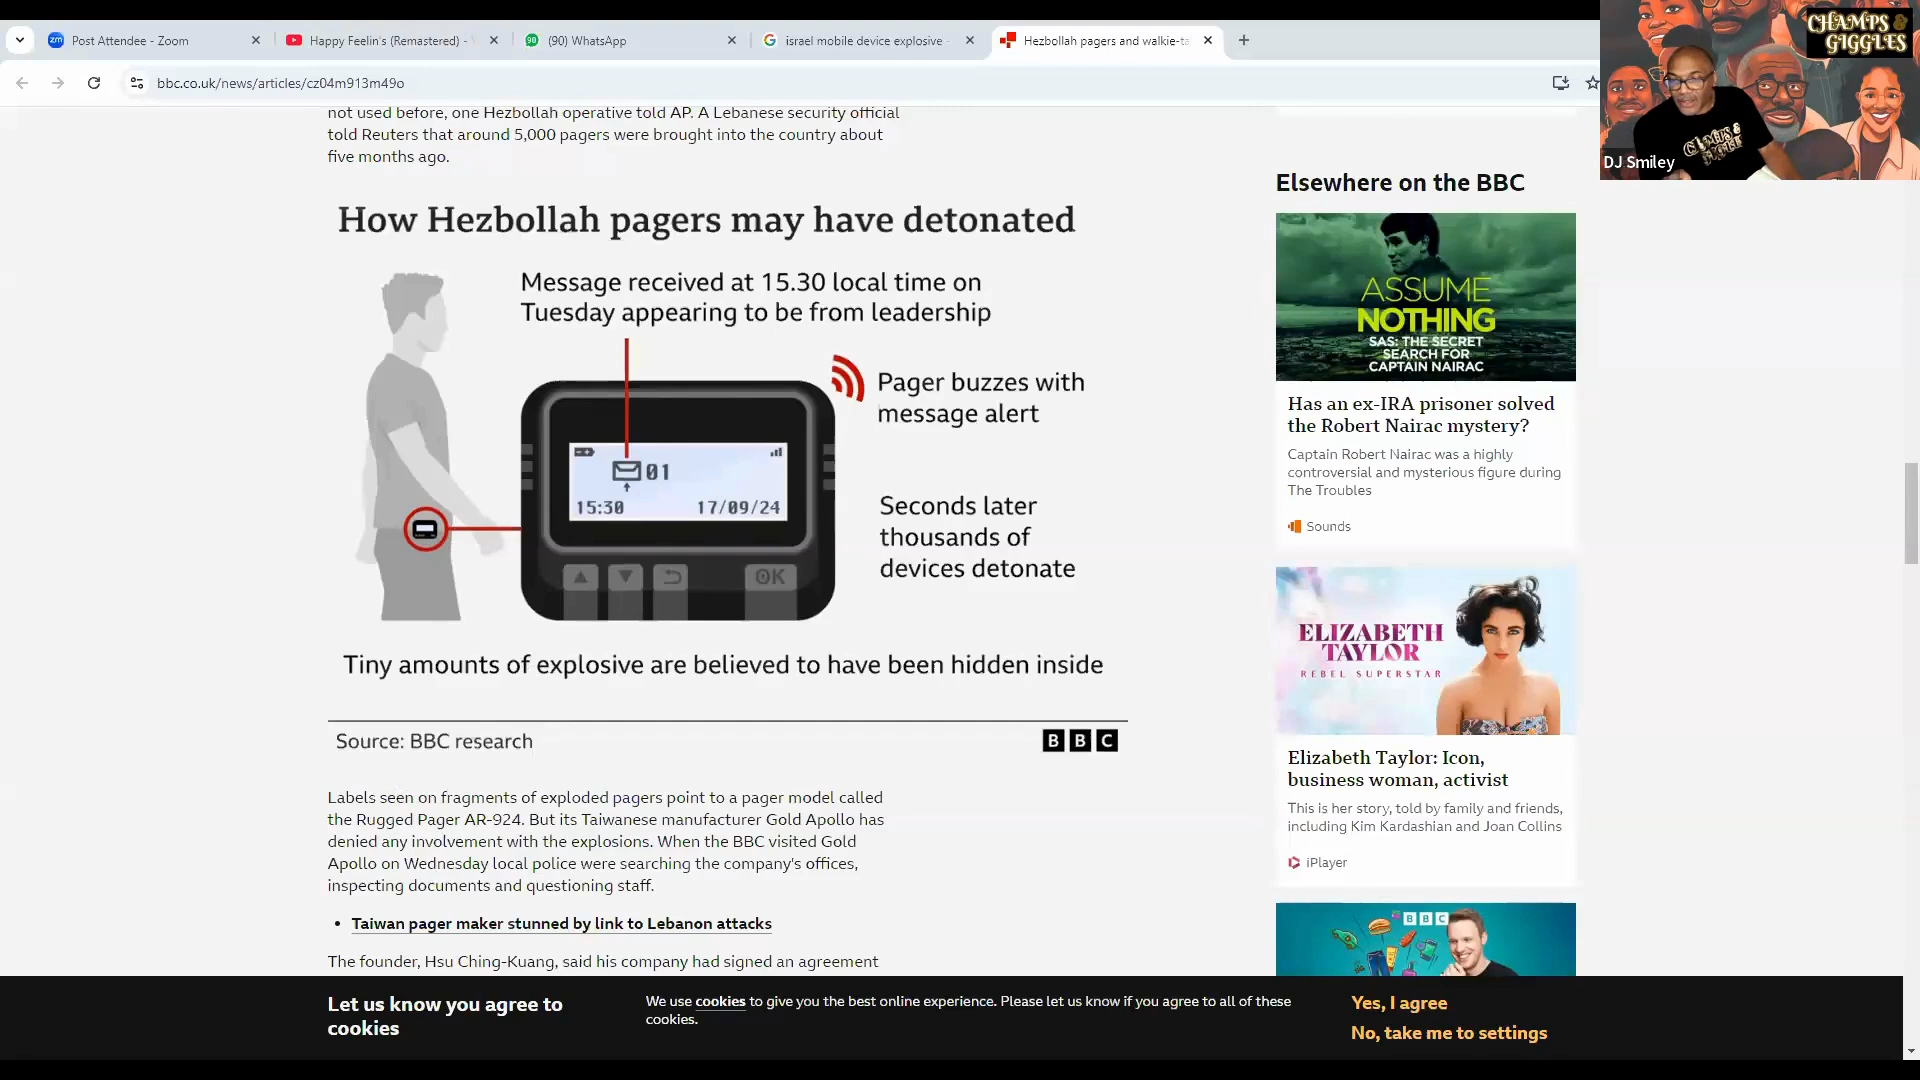 Post Attendee - Zoom
Happy Feelin's (Remastered) -
(90) WhatsApp
israel mobile device explosive -
Hezbollah pagers and walkie-ta
bbc.co.uk/news/articles/cz04m913m49o
CHAMPS &
GIGGLES
DJ Smiley
not used before, one Hezbollah operative told AP. A Lebanese security official
told Reuters that around 5,000 pagers were brought into the country about
five months ago.
How Hezbollah pagers may have detonated
Message received at 15.30 local time on
Tuesday appearing to be from leadership
Pager buzzes with
message alert
01
15:30 17/09/24
OK
Seconds later
thousands of
devices detonate
Tiny amounts of explosive are believed to have been hidden inside
Source: BBC research
BBC
Labels seen on fragments of exploded pagers point to a pager model called
the Rugged Pager AR-924. But its Taiwanese manufacturer Gold Apollo has
denied any involvement with the explosions. When the BBC visited Gold
Apollo on Wednesday local police were searching the company's offices,
inspecting documents and questioning staff.
• Taiwan pager maker stunned by link to Lebanon attacks
The founder, Hsu Ching-Kuang, said his company had signed an agreement
Elsewhere on the BBC
ASSUME
NOTHING
SAS: THE SECRET
SEARCH FOR
CAPTAIN NAIRAC
Has an ex-IRA prisoner solved
the Robert Nairac mystery?
Captain Robert Nairac was a highly
controversial and mysterious figure during
The Troubles
Sounds
ELIZABETH
TAYLOR
REBEL SUPERSTAR
Elizabeth Taylor: Icon,
business woman, activist
This is her story, told by family and friends,
including Kim Kardashian and Joan Collins
iPlayer
BBC
Let us know you agree to
cookies
We use cookies to give you the best online experience. Please let us know if you agree to all of these
cookies.
Yes, I agree
No, take me to settings